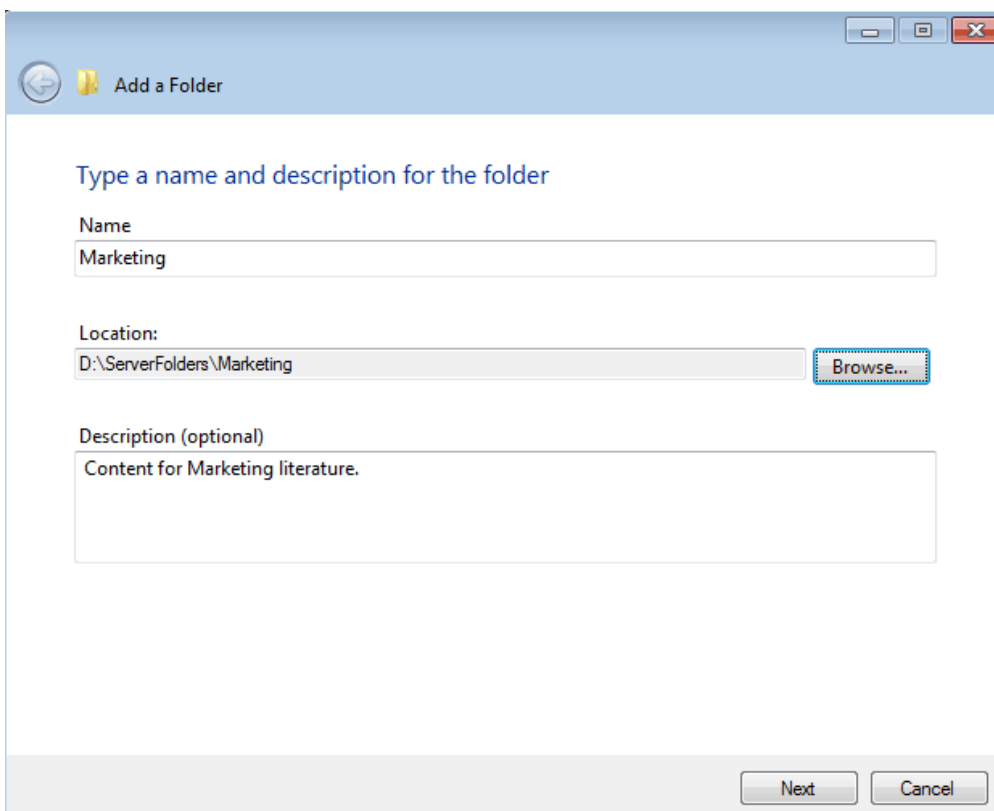 Add a Folder
Type a name and description for the folder
Name
Marketing
Location:
D:\ServerFolders\Marketing
Browse...
Description (optional)
Content for Marketing literature.
Next
Cancel